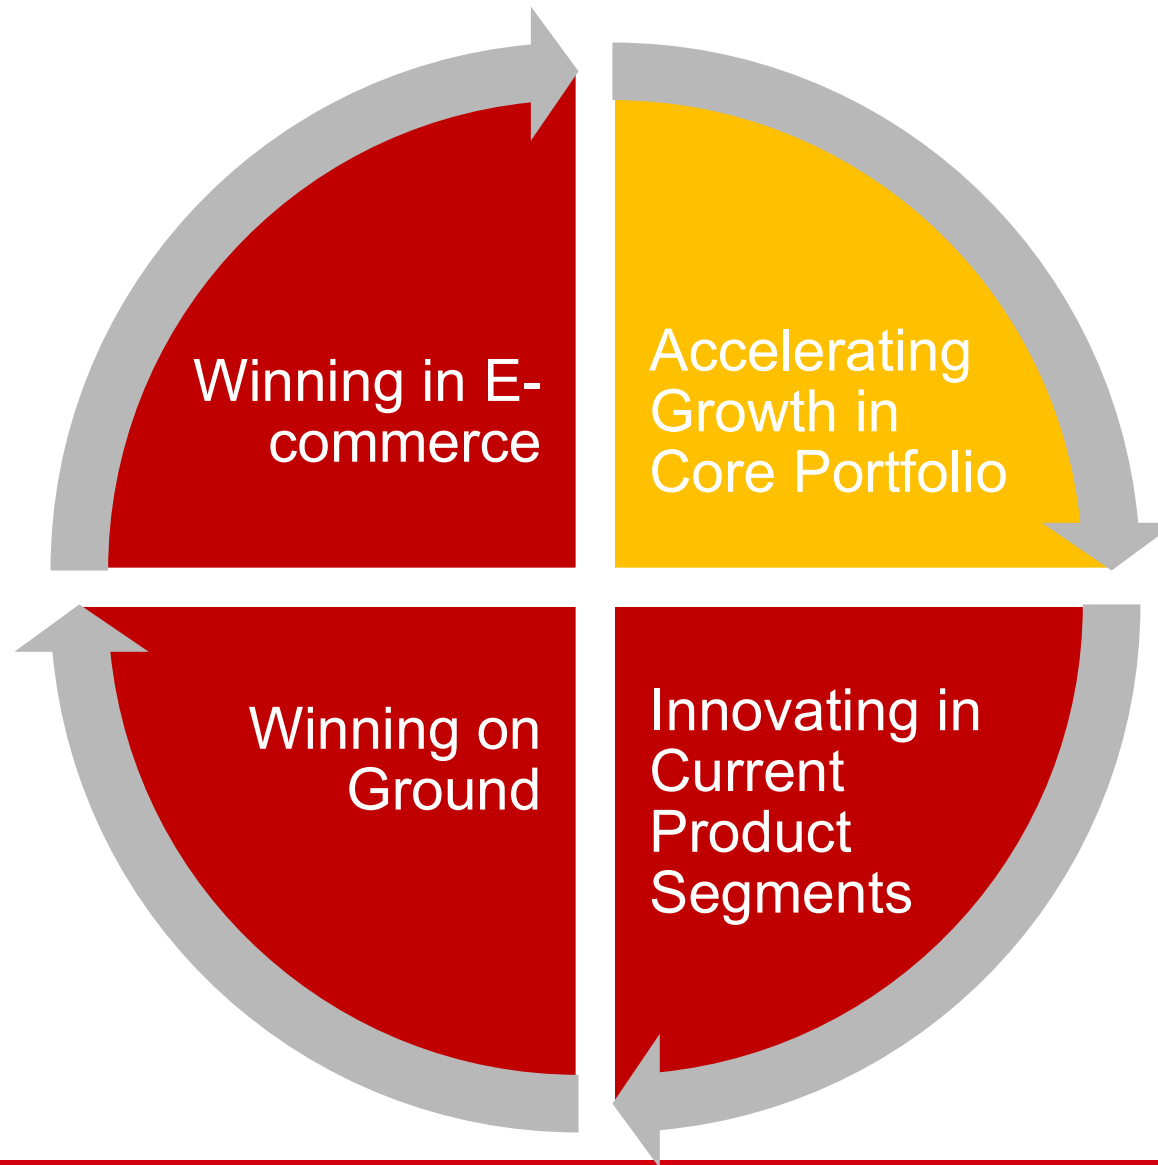 Winning in E-
commerce
Accelerating
Growth in
Core Portfolio
Winning on
Ground
Innovating in
Current
Product
Segments